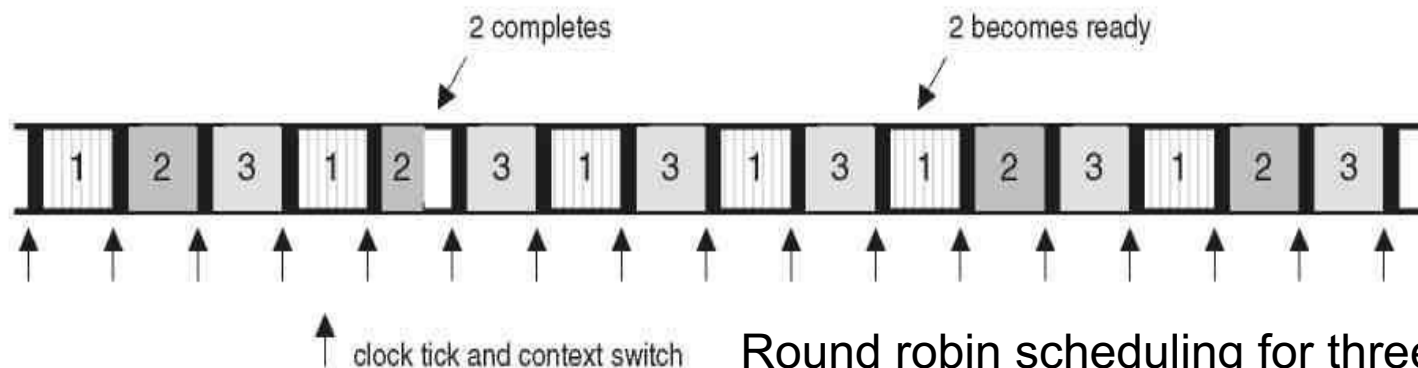 2 completes
2 becomes ready
1 2 3 1 2 3 1 3 1 3 1 2 3 1 2 3
clock tick and context switch
Round robin scheduling for three